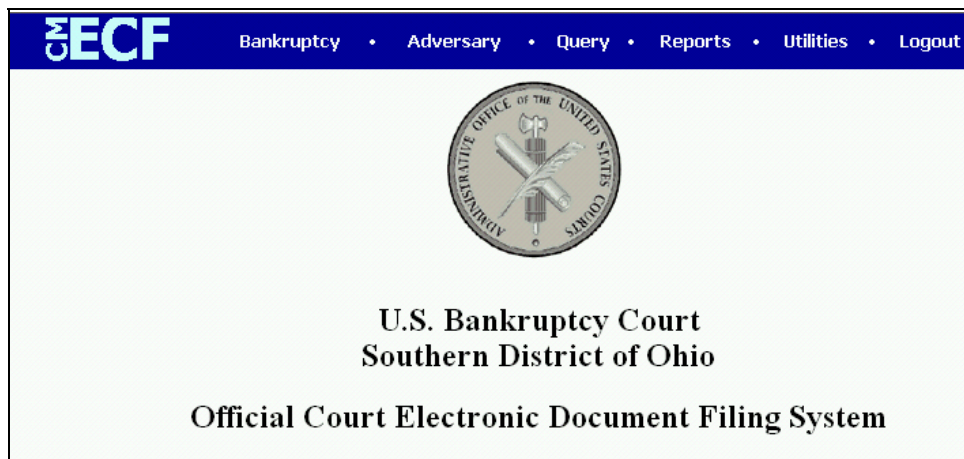 CM ECF Bankruptcy • Adversary • Query • Reports • Utilities • Logout
ADMINISTRATIVE OFFICE OF THE UNITED STATES COURTS
U.S. Bankruptcy Court
Southern District of Ohio
Official Court Electronic Document Filing System